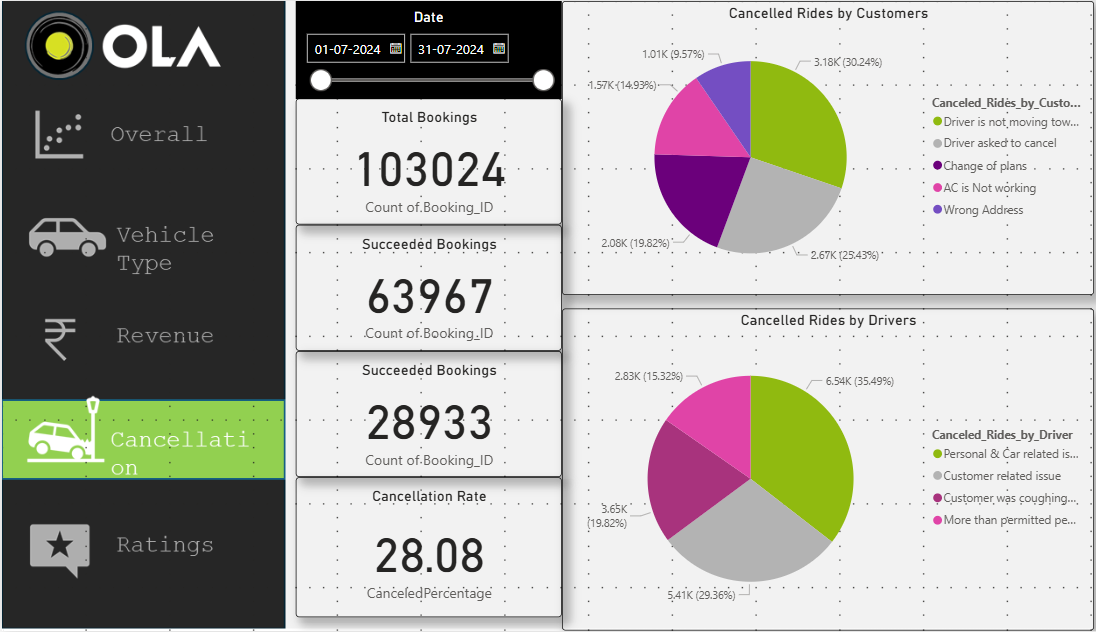 OLA
Overall
Vehicle
Type
Revenue
Cancellati
on
Ratings
Date
01-07-2024
31-07-2024
Total Bookings
103024
Count of Booking_ID
Succeeded Bookings
63967
Count of Booking_ID
Succeeded Bookings
28933
Count of Booking_ID
Cancellation Rate
28.08
CanceledPercentage
Cancelled Rides by Customers
1.01K (9.57%)
3.18K (30.24%)
1.57K (14.93%)
2.08K (19.82%)
2.67K (25.43%)
Canceled_Rides_by_Custo...
Driver is not moving tow...
Driver asked to cancel
Change of plans
AC is Not working
Wrong Address
Cancelled Rides by Drivers
2.83K (15.32%)
6.54K (35.49%)
3.65K
(19.82%)
5.41K (29.36%)
Canceled_Rides_by_Driver
Personal & Car related is...
Customer related issue
Customer was coughing...
More than permitted pe...